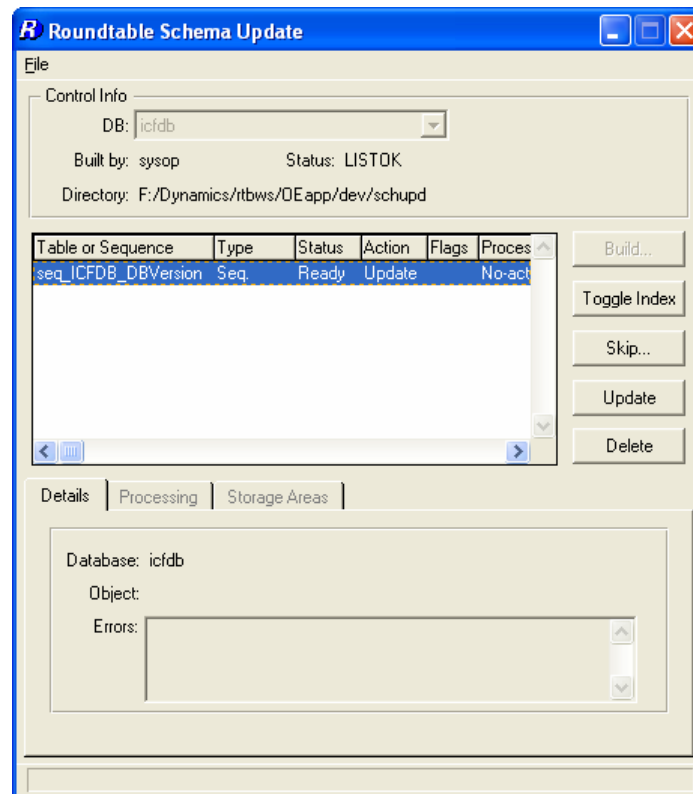 R Roundtable Schema Update
File
Control Info
DB: icfdb
Built by: sysop Status: LISTOK
Directory: F:/Dynamics/rtbws/OEapp/dev/schupd
Table or Sequence Type Status Action Flags Proces
seq_ICFDB_DBVersion Seq. Ready Update No-act
Build...
Toggle Index
Skip...
Update
Delete
Details Processing Storage Areas
Database: icfdb
Object:
Errors: